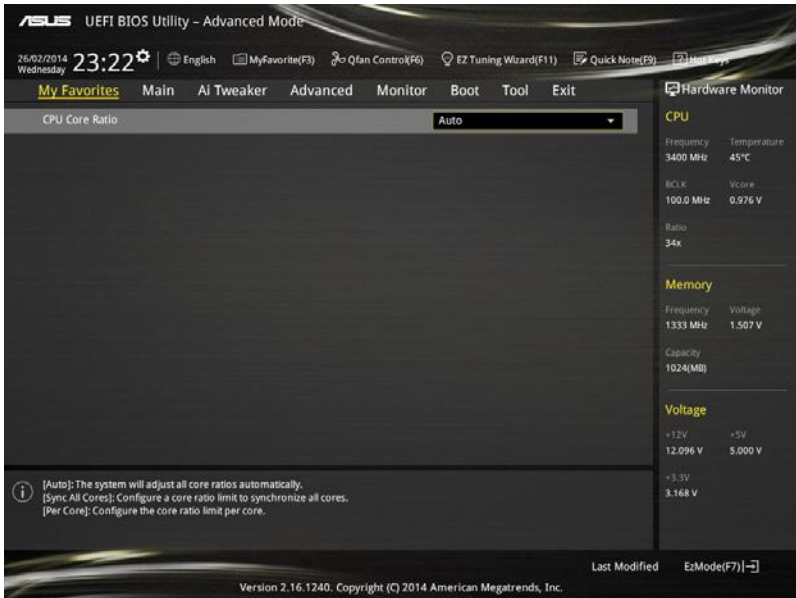 ASUS UEFI BIOS Utility – Advanced Mode
26/02/2014 Wednesday 23:22 English MyFavorite(F3) Qfan Control(F6) EZ Tuning Wizard(F11) Quick Note(F9) Hot Keys
My Favorites Main Ai Tweaker Advanced Monitor Boot Tool Exit
CPU Core Ratio Auto
[Auto]: The system will adjust all core ratios automatically.
[Sync All Cores]: Configure a core ratio limit to synchronize all cores.
[Per Core]: Configure the core ratio limit per core.
Hardware Monitor
CPU
Frequency Temperature
3400 MHz 45°C
BCLK Vcore
100.0 MHz 0.976 V
Ratio
34x
Memory
Frequency Voltage
1333 MHz 1.507 V
Capacity
1024(MB)
Voltage
+12V +5V
12.096 V 5.000 V
+3.3V
3.168 V
Last Modified EzMode(F7)
Version 2.16.1240. Copyright (C) 2014 American Megatrends, Inc.